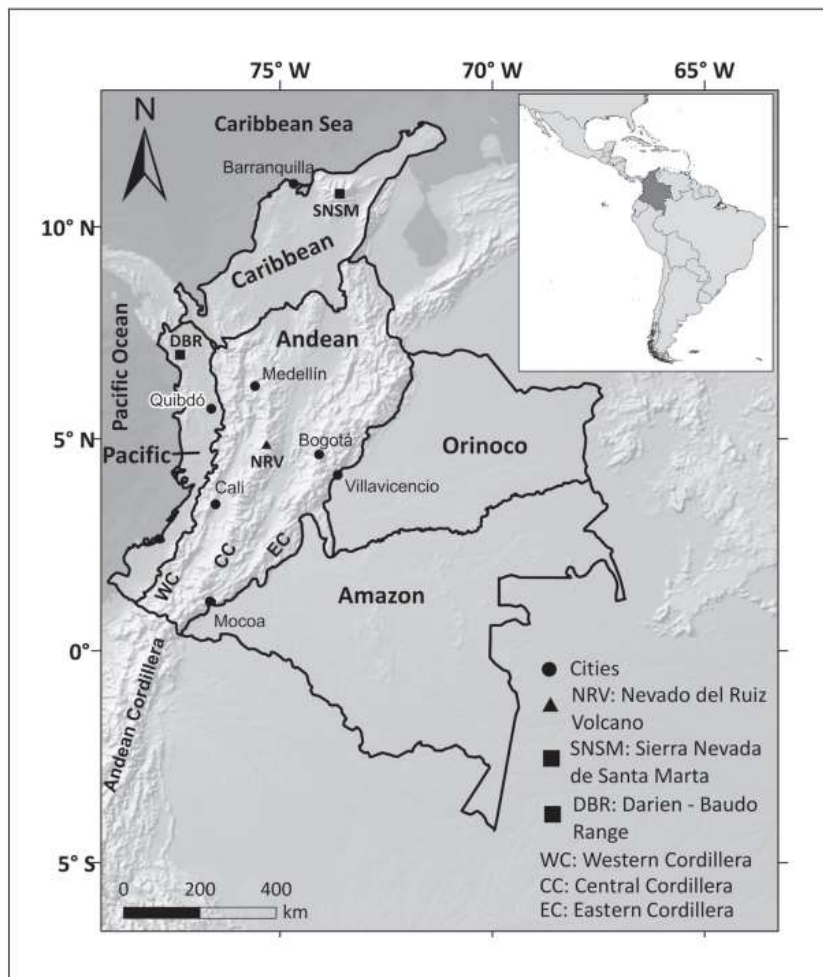 75° W
70° W
65° W
N
Caribbean Sea
Barranquilla
SNSM
10° N
Caribbean
Pacific Ocean
DBR
Andean
Medellín
Quibdó
5° N
Bogotá
Orinoco
Pacific
NRV
Cali
Villavicencio
EC
CC
WC
Amazon
Mocoa
0°
Andean Cordillera
Cities
NRV: Nevado del Ruiz
Volcano
SNSM: Sierra Nevada
de Santa Marta
DBR: Darien - Baudo
Range
5° S
WC: Western Cordillera
0 200 400
CC: Central Cordillera
km
EC: Eastern Cordillera